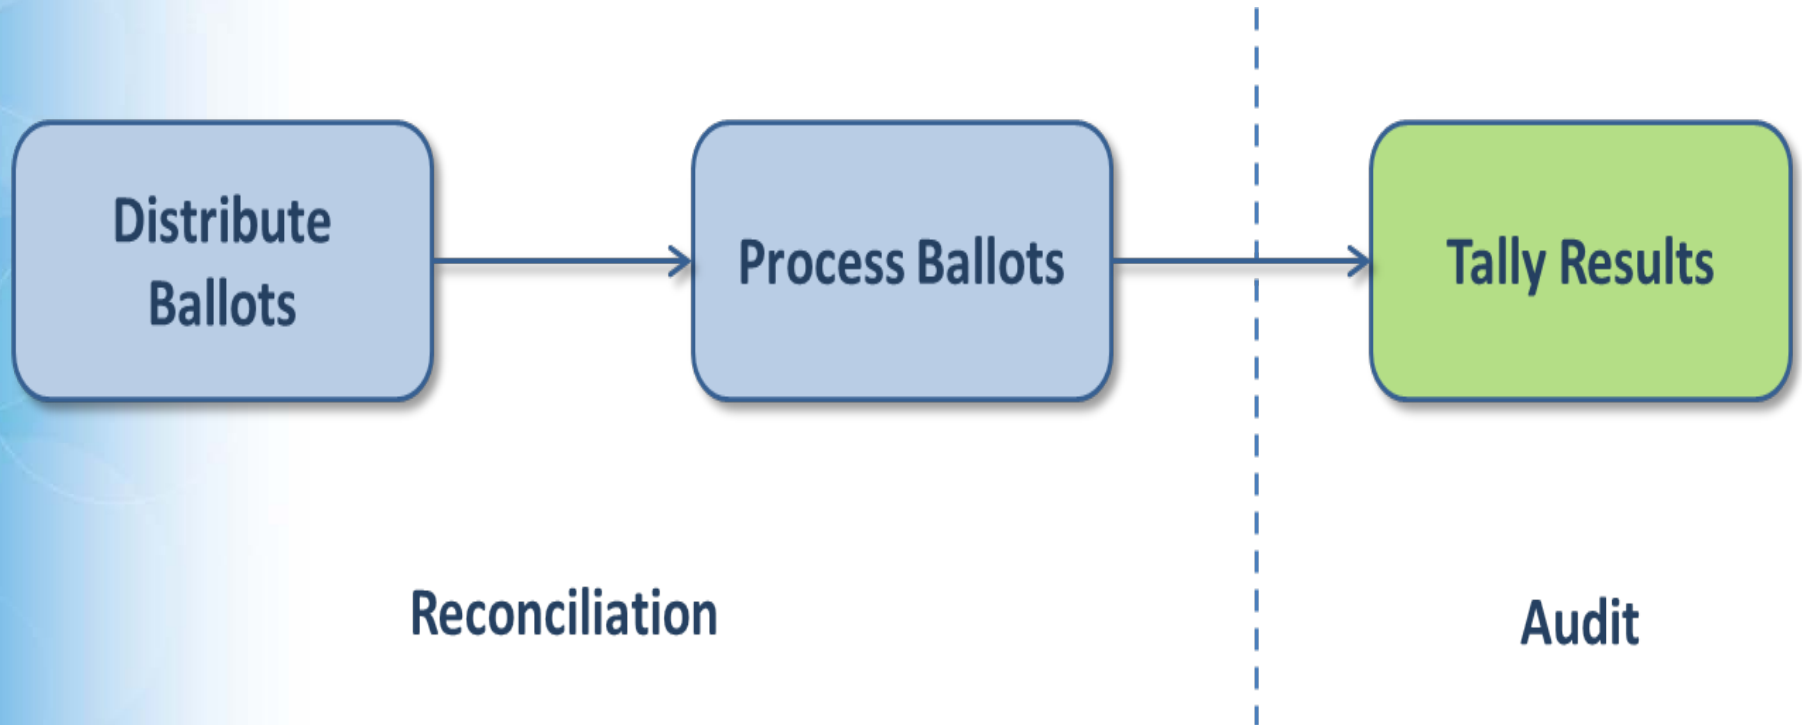 Distribute
Ballots
Process Ballots
Tally Results
Reconciliation
Audit